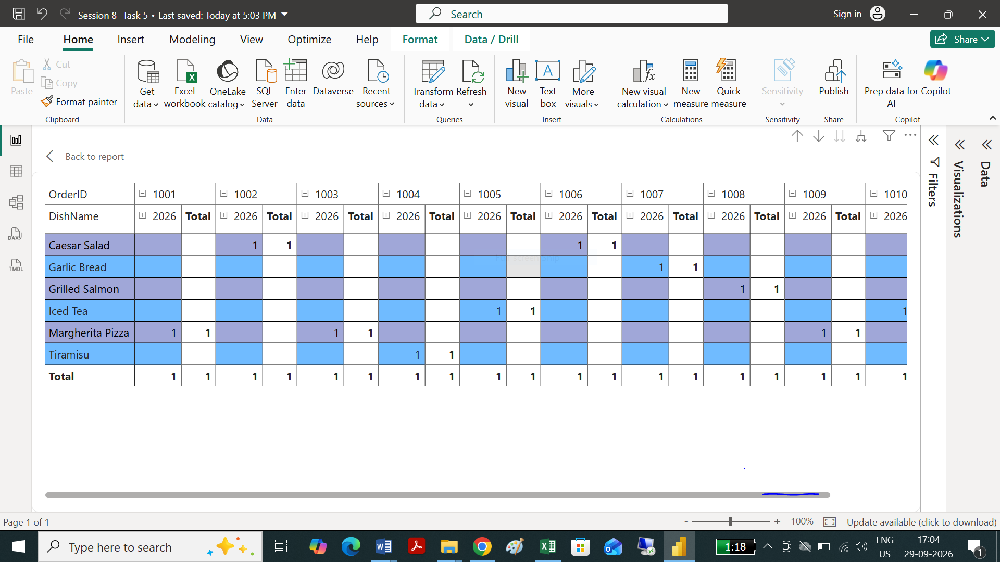 Session 8- Task 5 • Last saved: Today at 5:03 PM
Search
Sign in
File Home Insert Modeling View Optimize Help Format Data / Drill
Share
Paste
Cut
Copy
Format painter
Clipboard
Get data
Excel workbook
OneLake catalog
SQL Server
Enter data
Dataverse
Recent sources
Data
Transform data
Refresh
Queries
New visual
Text box
More visuals
Insert
New visual calculation
New measure
Quick measure
Calculations
Sensitivity
Sensitivity
Publish
Share
Prep data for AI
Copilot
Copilot
Back to report
Filters
Visualizations
Data
DAX
TMDL
OrderID 1001 1002 1003 1004 1005 1006 1007 1008 1009 1010
DishName 2026 Total 2026 Total 2026 Total 2026 Total 2026 Total 2026 Total 2026 Total 2026 Total 2026 Total 2026
Caesar Salad 1 1 1 1
Garlic Bread 1 1
Grilled Salmon 1 1
Iced Tea 1 1 1
Margherita Pizza 1 1 1 1 1 1
Tiramisu 1 1
Total 1 1 1 1 1 1 1 1 1 1 1 1 1 1 1 1 1 1 1
Page 1 of 1
- + 100%
Update available (click to download)
Type here to search
1:18
ENG
US
17:04
29-09-2026
1